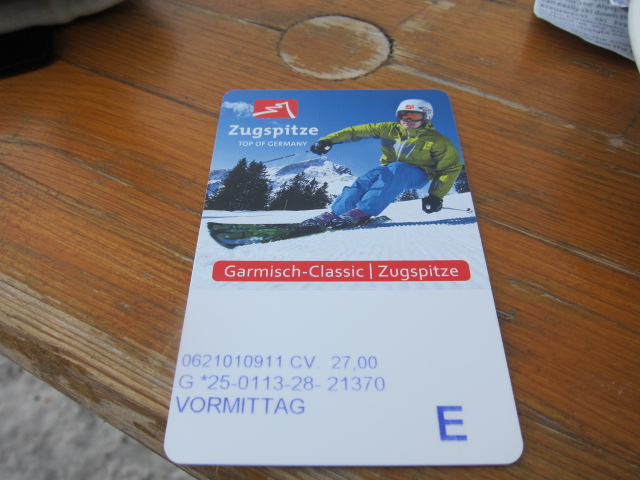 Zugspitze
TOP OF GERMANY
Garmisch-Classic | Zugspitze
0621010911 CV 27,00
G *25-0113-28- 21370
VORMITTAG
E